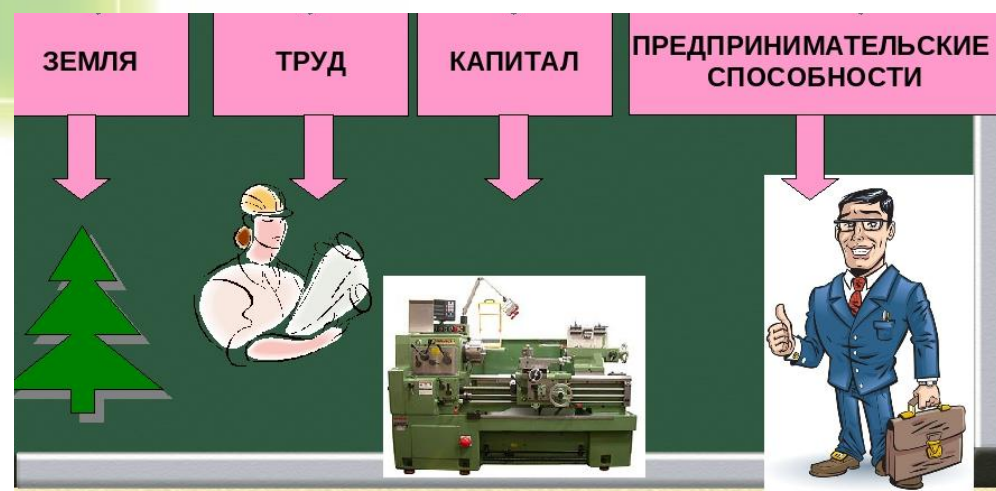 ЗЕМЛЯ
ТРУД
КАПИТАЛ
ПРЕДПРИНИМАТЕЛЬСКИЕ
СПОСОБНОСТИ